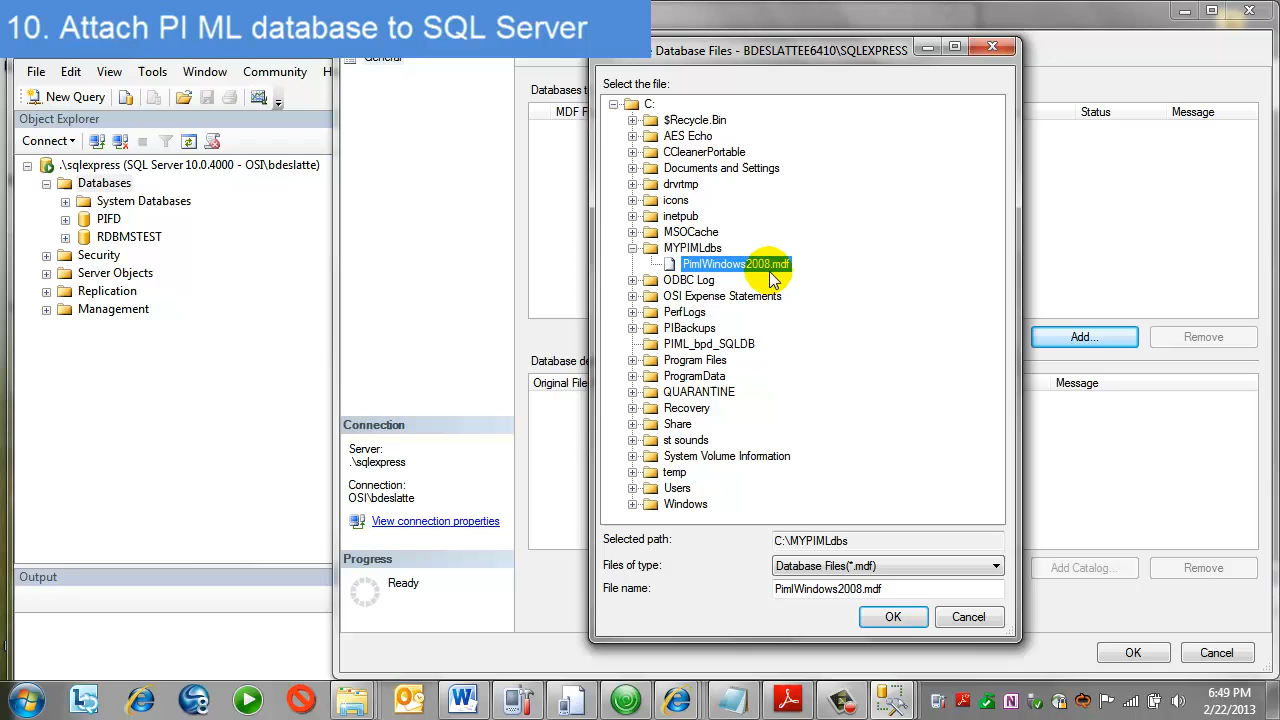 10. Attach PI ML database to SQL Server
Database Files - BDESLATTEE6410\SQLEXPRESS
File Edit View Tools Window Community H
New Query
Object Explorer
Connect
.\sqlexpress (SQL Server 10.0.4000 - OSI\bdeslatte)
Databases
System Databases
PIFD
RDBMSTEST
Security
Server Objects
Replication
Management
Output
General
Connection
Server:
.\sqlexpress
Connection:
OSI\bdeslatte
View connection properties
Progress
Ready
Databases t
MDF F
Status Message
Add... Remove
Database de
Original File
Message
Add Catalog... Remove
OK Cancel
Select the file:
C:
$Recycle.Bin
AES Echo
CCleanerPortable
Documents and Settings
drvrtmp
icons
inetpub
MSOCache
MYPIMLdbs
PimlWindows2008.mdf
ODBC Log
OSI Expense Statements
PerfLogs
PIBackups
PIML_bpd_SQLDB
Program Files
ProgramData
QUARANTINE
Recovery
Share
st sounds
System Volume Information
temp
Users
Windows
Selected path: C:\MYPIMLdbs
Files of type: Database Files(*.mdf)
File name: PimlWindows2008.mdf
OK Cancel
6:49 PM
2/22/2013